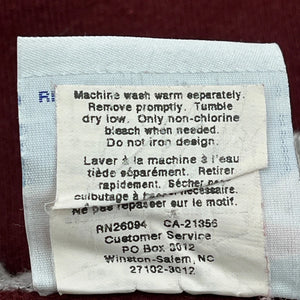 Machine wash warm separately.
Remove promptly. Tumble
dry low. Only non-chlorine
bleach when needed.
Do not iron design.
Laver à la machine à l'eau
tiède séparément. Retirer
rapidement. Sécher par
culbutage à basse nécessaire.
Ne pas repasser sur le motif.
RN26094 CA-21356
Customer Service
PO Box 3012
Winston-Salem, NC
27102-3012